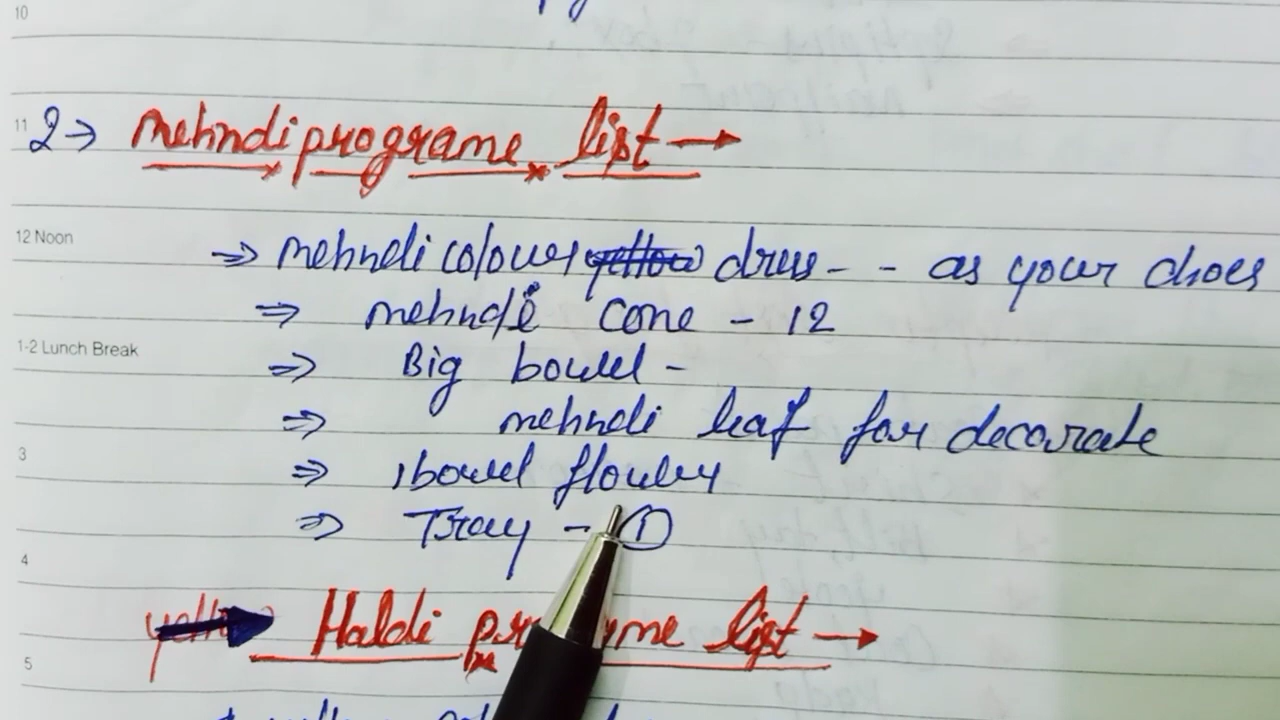 10
11 2→ mehndi programe list →
12 Noon
⇒ mehndi colour yellow dress - - as your choes
⇒ mehndi cone - 12
1-2 Lunch Break
⇒ Big bowel -
⇒ mehndi leaf for decorate
3
⇒ 1 bowel flower
⇒ Tray - 1
4
Haldi list →
5